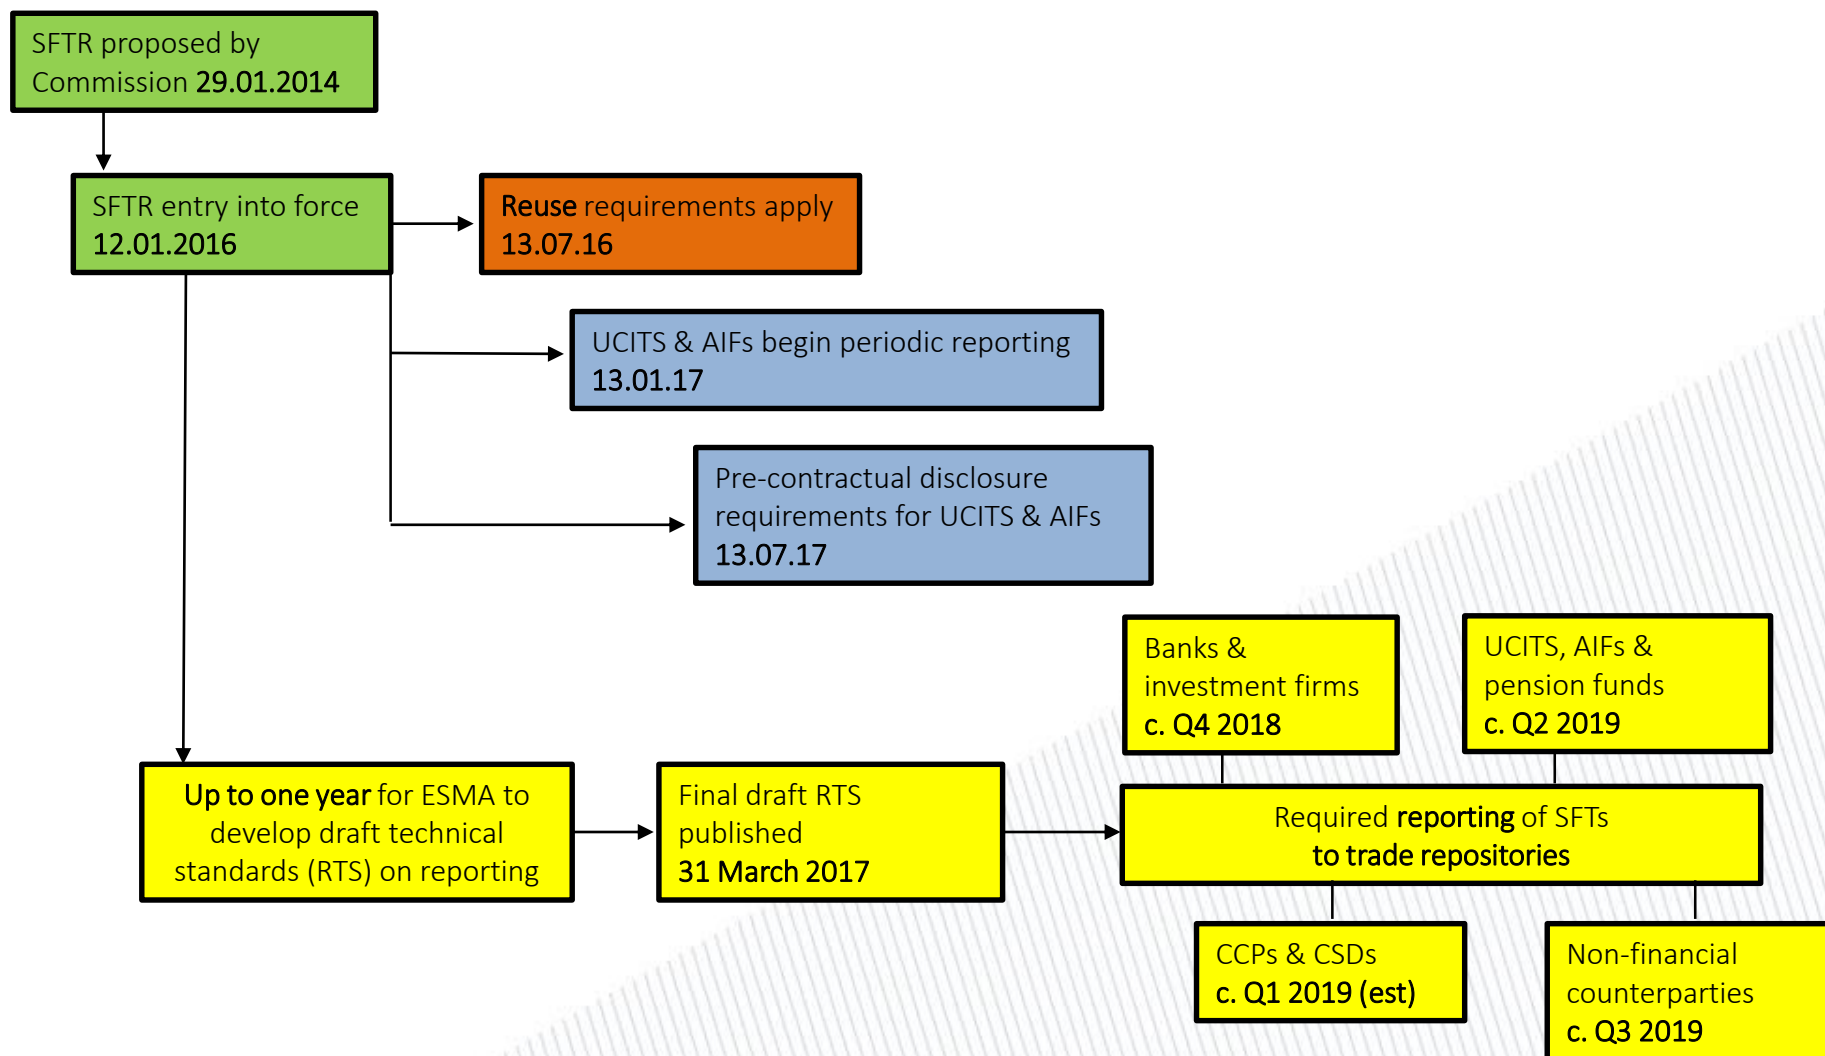 SFTR proposed by
Commission 29.01.2014
SFTR entry into force
12.01.2016
Reuse requirements apply
13.07.16
UCITS & AIFs begin periodic reporting
13.01.17
Pre-contractual disclosure
requirements for UCITS & AIFs
13.07.17
Banks &
investment firms
c. Q4 2018
UCITS, AIFs &
pension funds
c. Q2 2019
Up to one year for ESMA to
develop draft technical
standards (RTS) on reporting
Final draft RTS
published
31 March 2017
Required reporting of SFTs
to trade repositories
CCPs & CSDs
c. Q1 2019 (est)
Non-financial
counterparties
c. Q3 2019